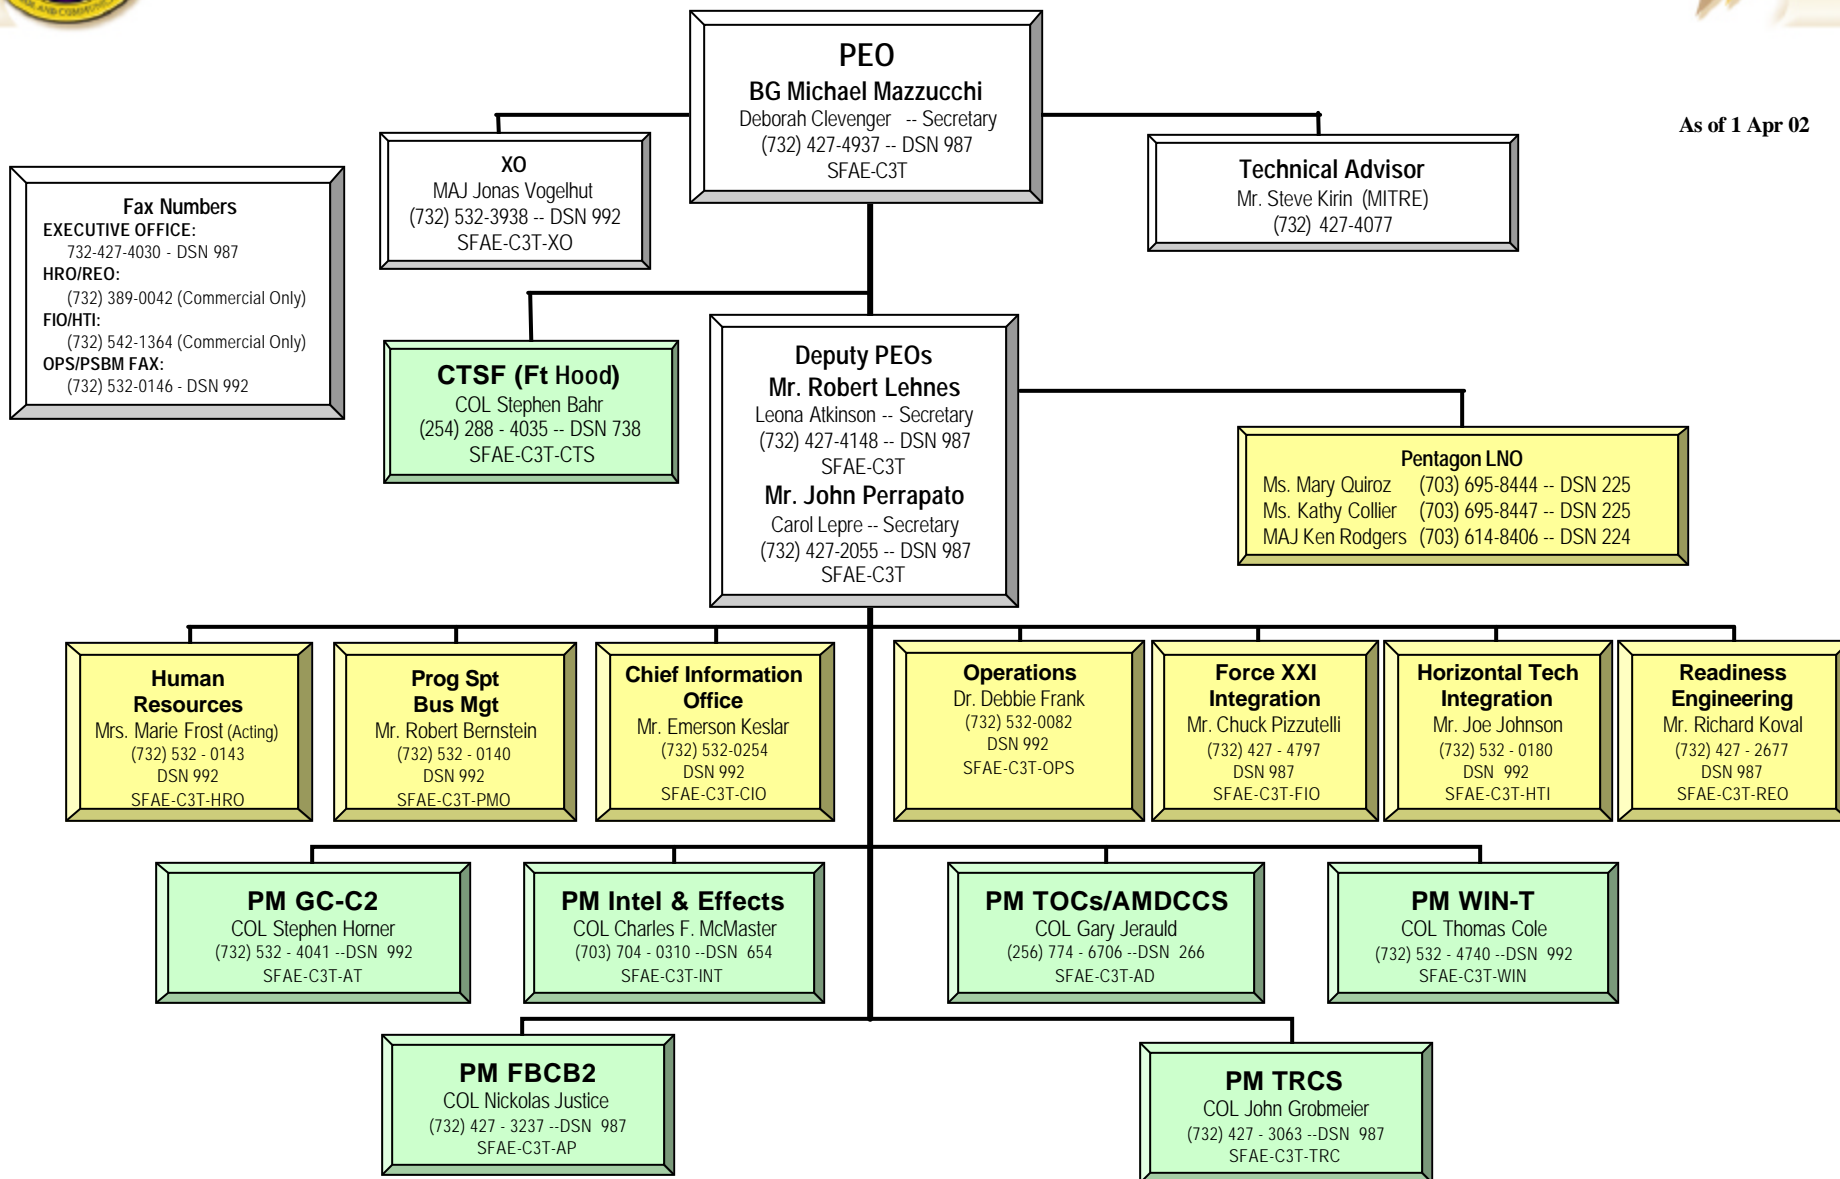 AND COMMUNIC
PEO
BG Michael Mazzucchi
Deborah Clevenger -- Secretary
(732) 427-4937 -- DSN 987
SFAE-C3T
As of 1 Apr 02
XO
MAJ Jonas Vogelhut
(732) 532-3938 -- DSN 992
SFAE-C3T-XO
Technical Advisor
Mr. Steve Kirin (MITRE)
(732) 427-4077
Fax Numbers
EXECUTIVE OFFICE:
732-427-4030 - DSN 987
HRO/REO:
(732) 389-0042 (Commercial Only)
FIO/HTI:
(732) 542-1364 (Commercial Only)
OPS/PSBM FAX:
(732) 532-0146 - DSN 992
CTSF (Ft Hood)
COL Stephen Bahr
(254) 288 - 4035 -- DSN 738
SFAE-C3T-CTS
Deputy PEOs
Mr. Robert Lehnes
Leona Atkinson -- Secretary
(732) 427-4148 -- DSN 987
SFAE-C3T
Mr. John Perrapato
Carol Lepre -- Secretary
(732) 427-2055 -- DSN 987
SFAE-C3T
Pentagon LNO
Ms. Mary Quiroz (703) 695-8444 -- DSN 225
Ms. Kathy Collier (703) 695-8447 -- DSN 225
MAJ Ken Rodgers (703) 614-8406 -- DSN 224
Human
Resources
Mrs. Marie Frost (Acting)
(732) 532 - 0143
DSN 992
SFAE-C3T-HRO
Prog Spt
Bus Mgt
Mr. Robert Bernstein
(732) 532 - 0140
DSN 992
SFAE-C3T-PMO
Chief Information
Office
Mr. Emerson Keslar
(732) 532-0254
DSN 992
SFAE-C3T-CIO
Operations
Dr. Debbie Frank
(732) 532-0082
DSN 992
SFAE-C3T-OPS
Force XXI
Integration
Mr. Chuck Pizzutelli
(732) 427 - 4797
DSN 987
SFAE-C3T-FIO
Horizontal Tech
Integration
Mr. Joe Johnson
(732) 532 - 0180
DSN 992
SFAE-C3T-HTI
Readiness
Engineering
Mr. Richard Koval
(732) 427 - 2677
DSN 987
SFAE-C3T-REO
PM GC-C2
COL Stephen Horner
(732) 532 - 4041 --DSN 992
SFAE-C3T-AT
PM Intel & Effects
COL Charles F. McMaster
(703) 704 - 0310 --DSN 654
SFAE-C3T-INT
PM TOCs/AMDCCS
COL Gary Jerauld
(256) 774 - 6706 --DSN 266
SFAE-C3T-AD
PM WIN-T
COL Thomas Cole
(732) 532 - 4740 --DSN 992
SFAE-C3T-WIN
PM FBCB2
COL Nickolas Justice
(732) 427 - 3237 --DSN 987
SFAE-C3T-AP
PM TRCS
COL John Grobmeier
(732) 427 - 3063 --DSN 987
SFAE-C3T-TRC